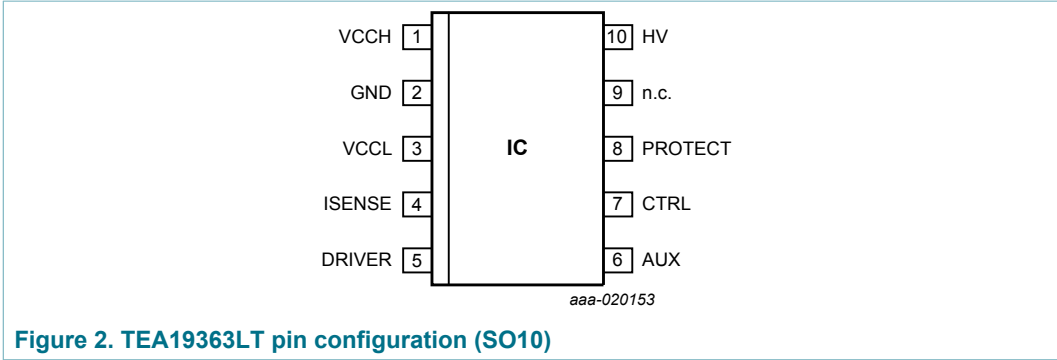 VCCH 1 10 HV
GND 2 9 n.c.
VCCL 3 IC 8 PROTECT
ISENSE 4 7 CTRL
DRIVER 5 6 AUX
aaa-020153
Figure 2. TEA19363LT pin configuration (SO10)